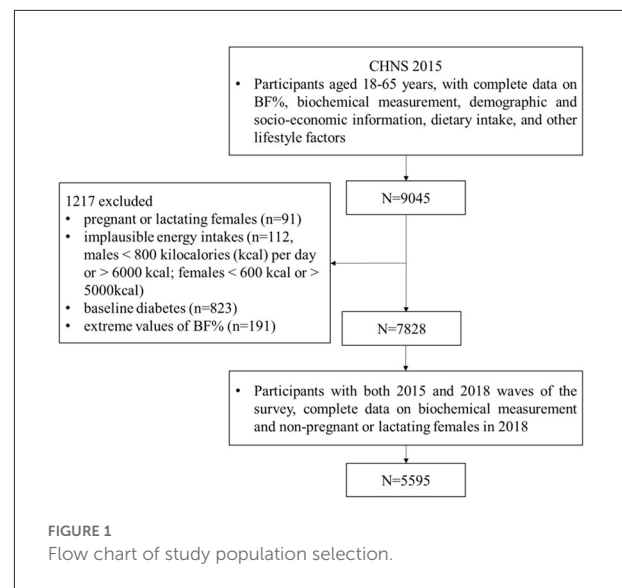 CHNS 2015
• Participants aged 18-65 years, with complete data on
BF%, biochemical measurement, demographic and
socio-economic information, dietary intake, and other
lifestyle factors
N=9045
1217 excluded
• pregnant or lactating females (n=91)
• implausible energy intakes (n=112,
males < 800 kilocalories (kcal) per day
or > 6000 kcal; females < 600 kcal or >
5000kcal)
• baseline diabetes (n=823)
• extreme values of BF% (n=191)
N=7828
• Participants with both 2015 and 2018 waves of the
survey, complete data on biochemical measurement
and non-pregnant or lactating females in 2018
N=5595
FIGURE 1
Flow chart of study population selection.